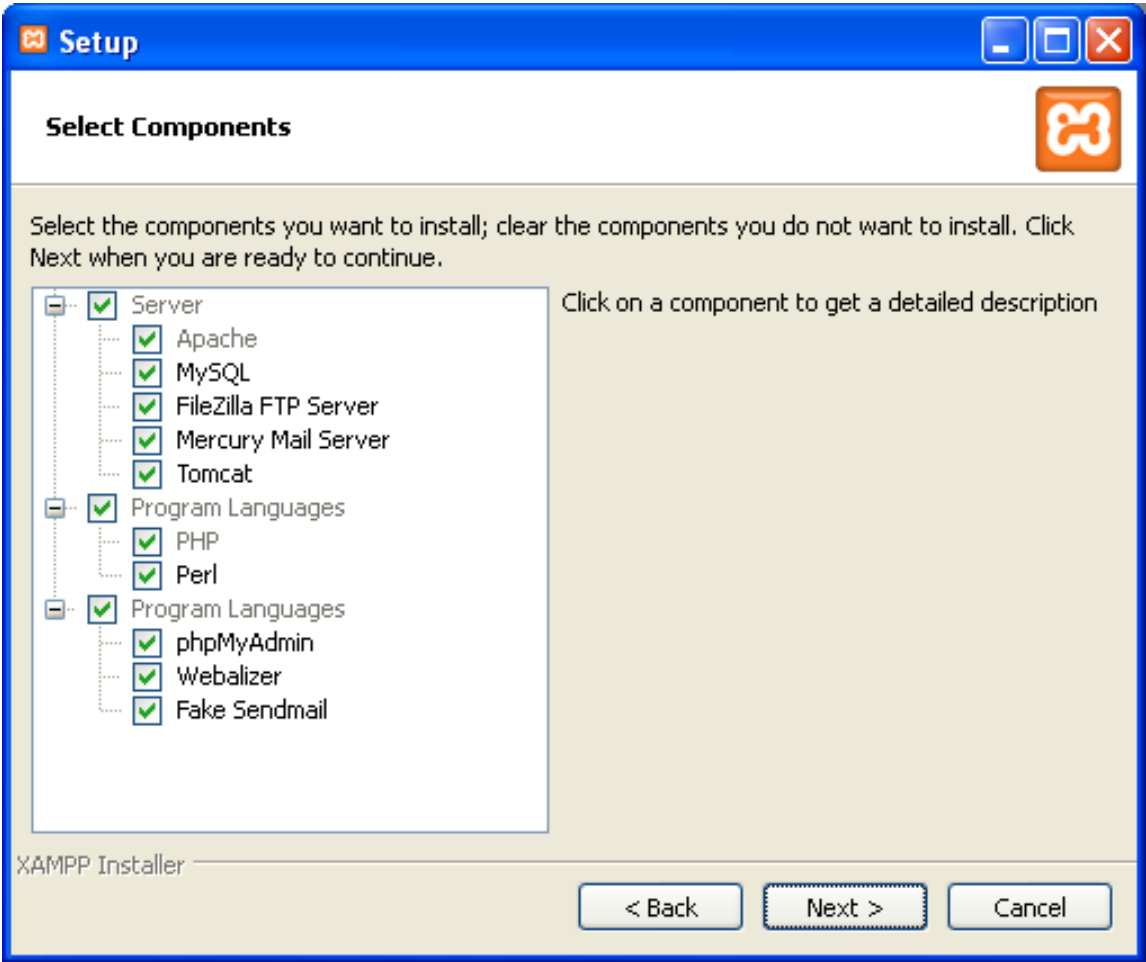 Setup
Select Components
Select the components you want to install; clear the components you do not want to install. Click
Next when you are ready to continue.
Server
Apache
MySQL
FileZilla FTP Server
Mercury Mail Server
Tomcat
Program Languages
PHP
Perl
Program Languages
phpMyAdmin
Webalizer
Fake Sendmail
Click on a component to get a detailed description
XAMPP Installer
< Back
Next >
Cancel